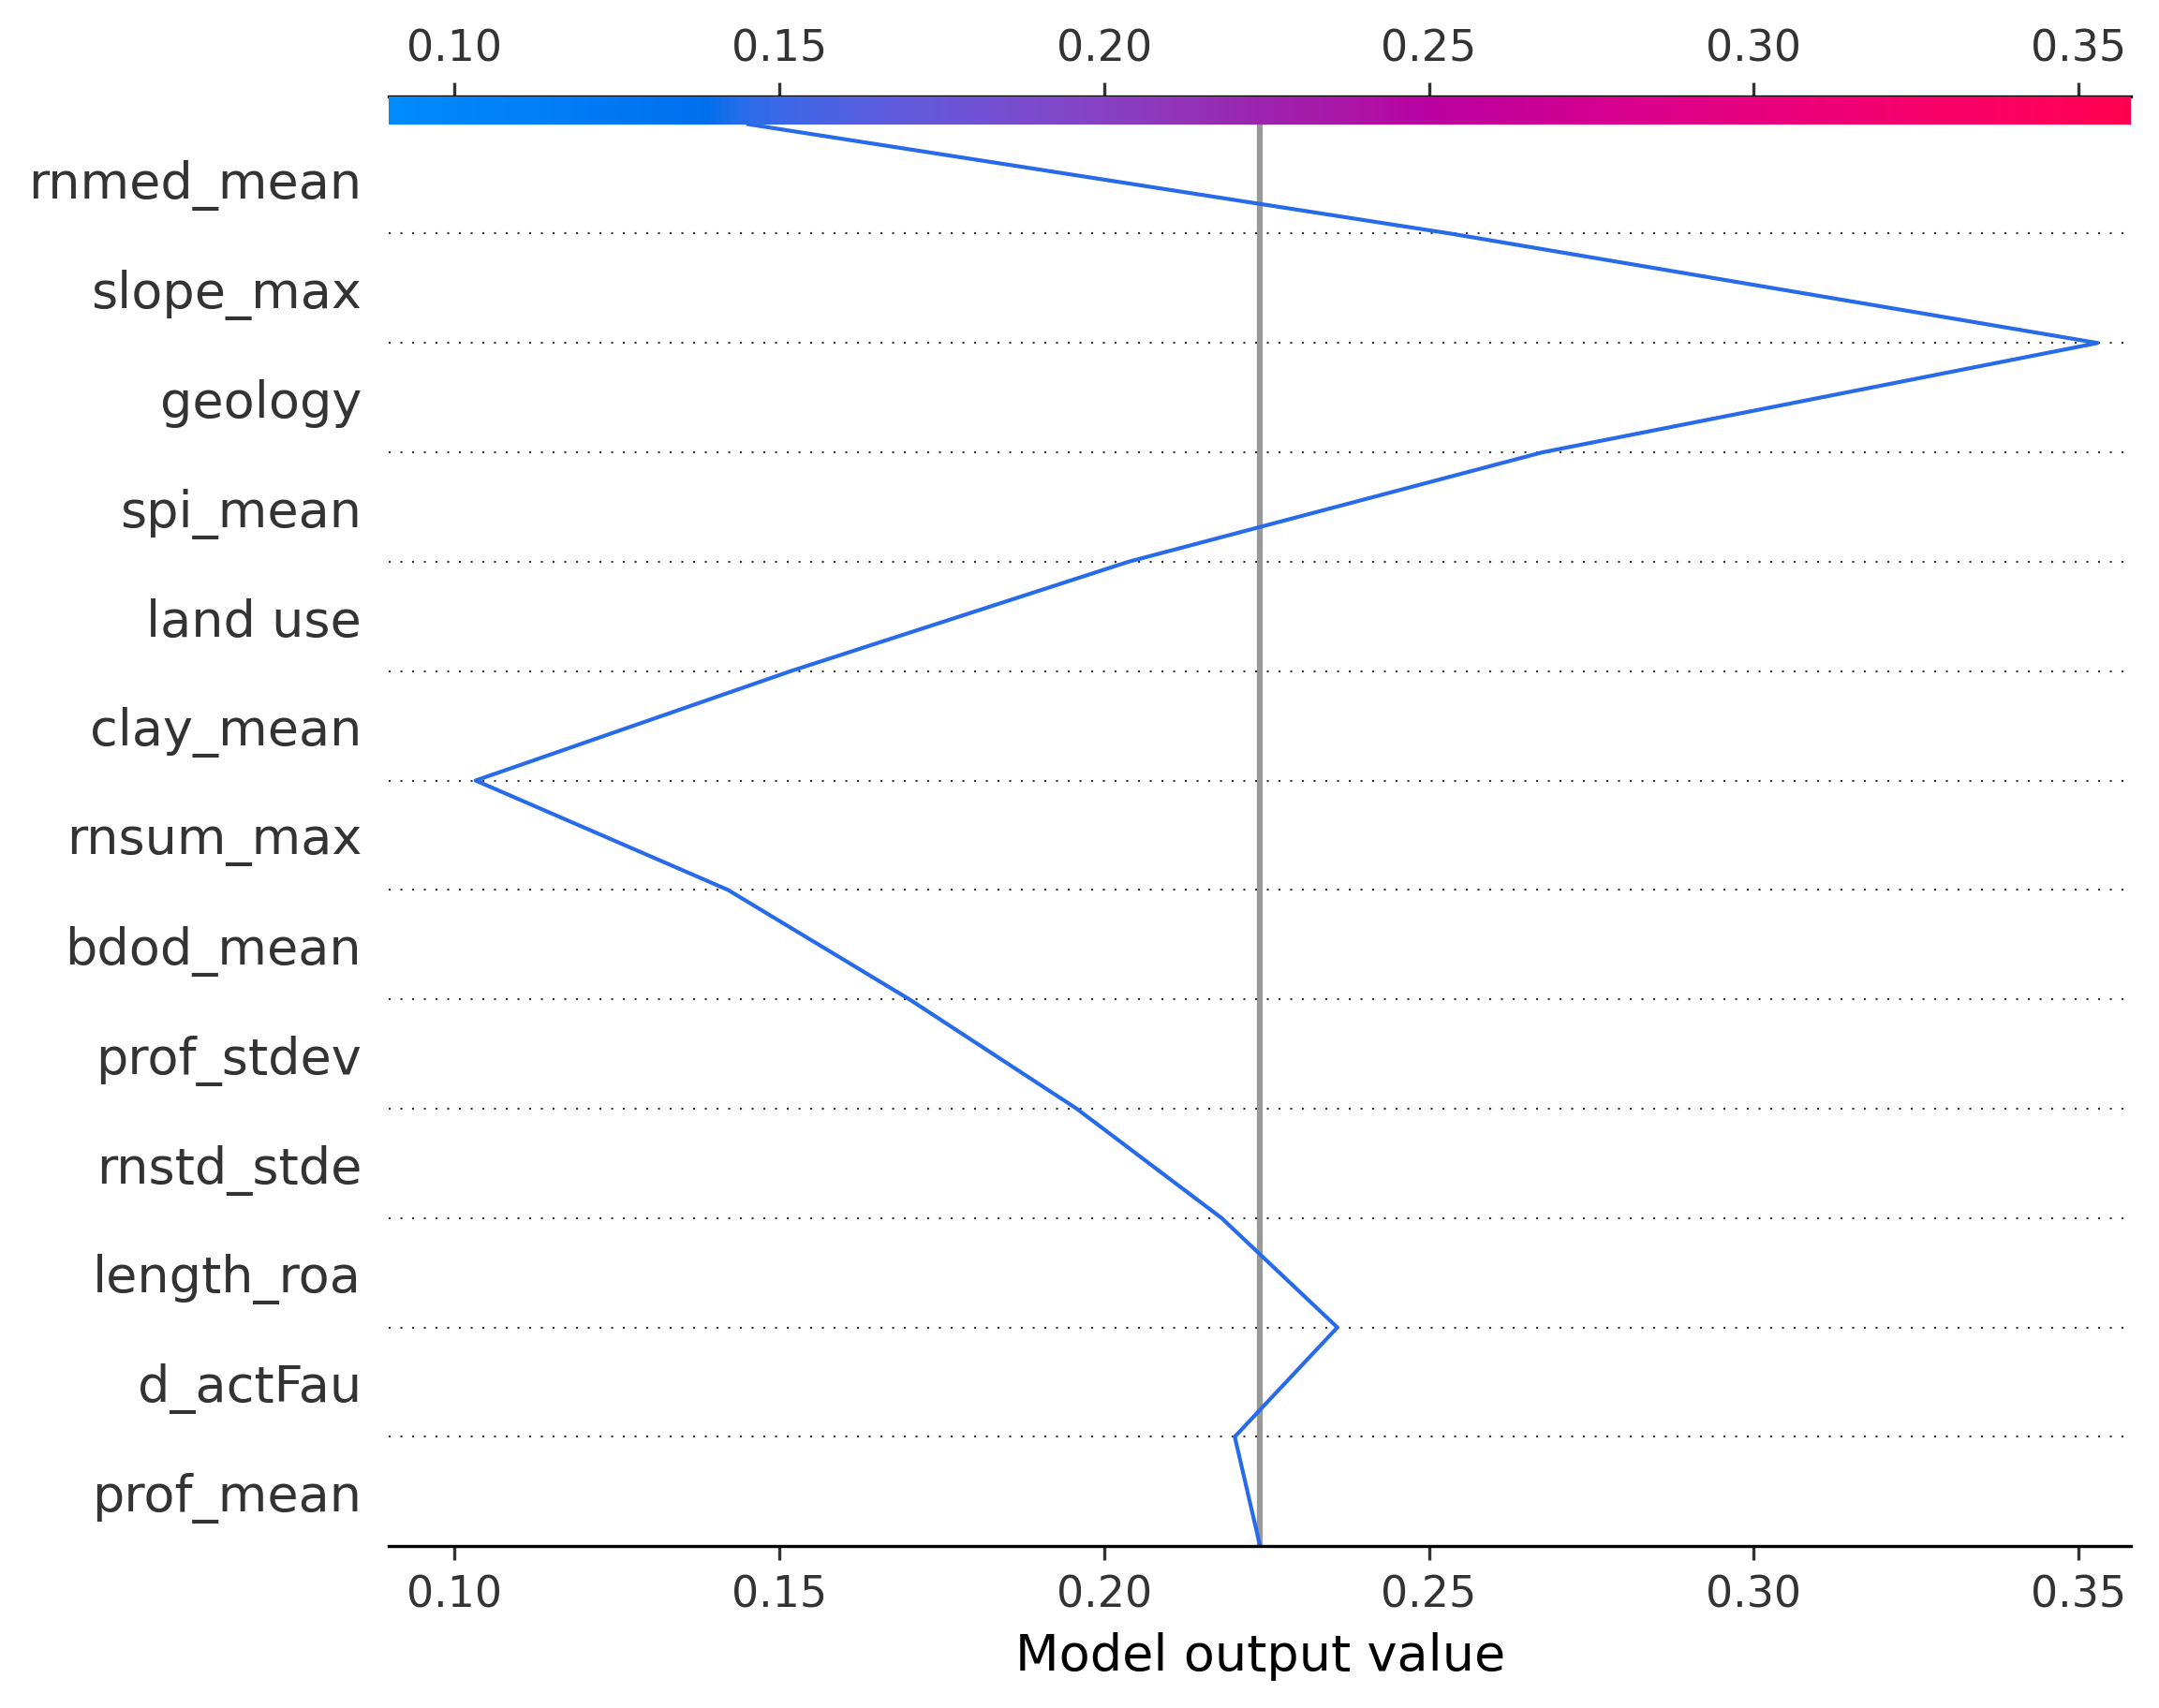 0.10 0.15 0.20 0.25 0.30 0.35
rnmed_mean
slope_max
geology
spi_mean
land use
clay_mean
rnsum_max
bdod_mean
prof_stdev
rnstd_stde
length_roa
d_actFau
prof_mean
0.10 0.15 0.20 0.25 0.30 0.35
Model output value